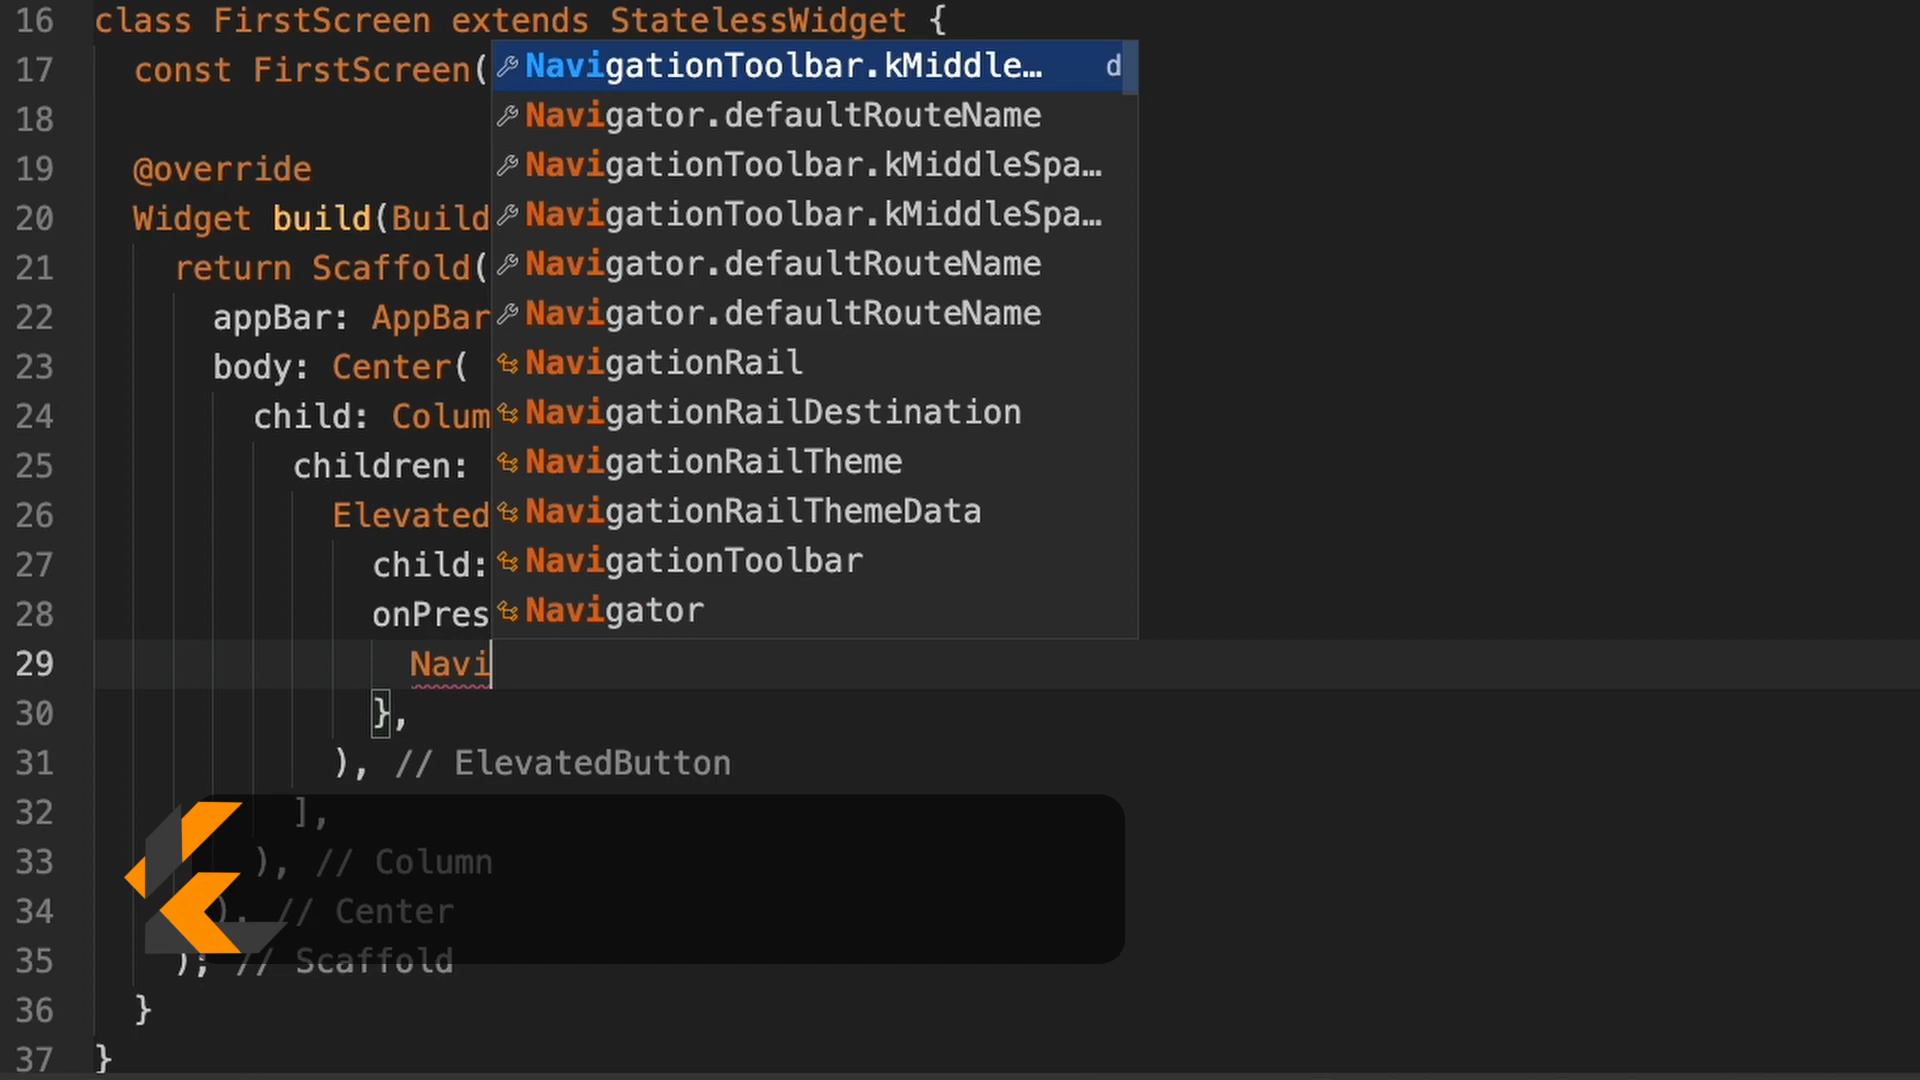 16 class FirstScreen extends StatelessWidget {
17 const FirstScreen(
NavigationToolbar.kMiddle… d
18
Navigator.defaultRouteName
19 @override
NavigationToolbar.kMiddleSpa…
20 Widget build(Build
NavigationToolbar.kMiddleSpa…
21 return Scaffold(
Navigator.defaultRouteName
22 appBar: AppBar
Navigator.defaultRouteName
23 body: Center(
NavigationRail
24 child: Colum
NavigationRailDestination
25 children:
NavigationRailTheme
26 Elevated
NavigationRailThemeData
27 child:
NavigationToolbar
28 onPres
Navigator
29 Navi
30 },
31 ), // ElevatedButton
32 ],
33 ), // Column
34 ), // Center
35 ); // Scaffold
36 }
37 }